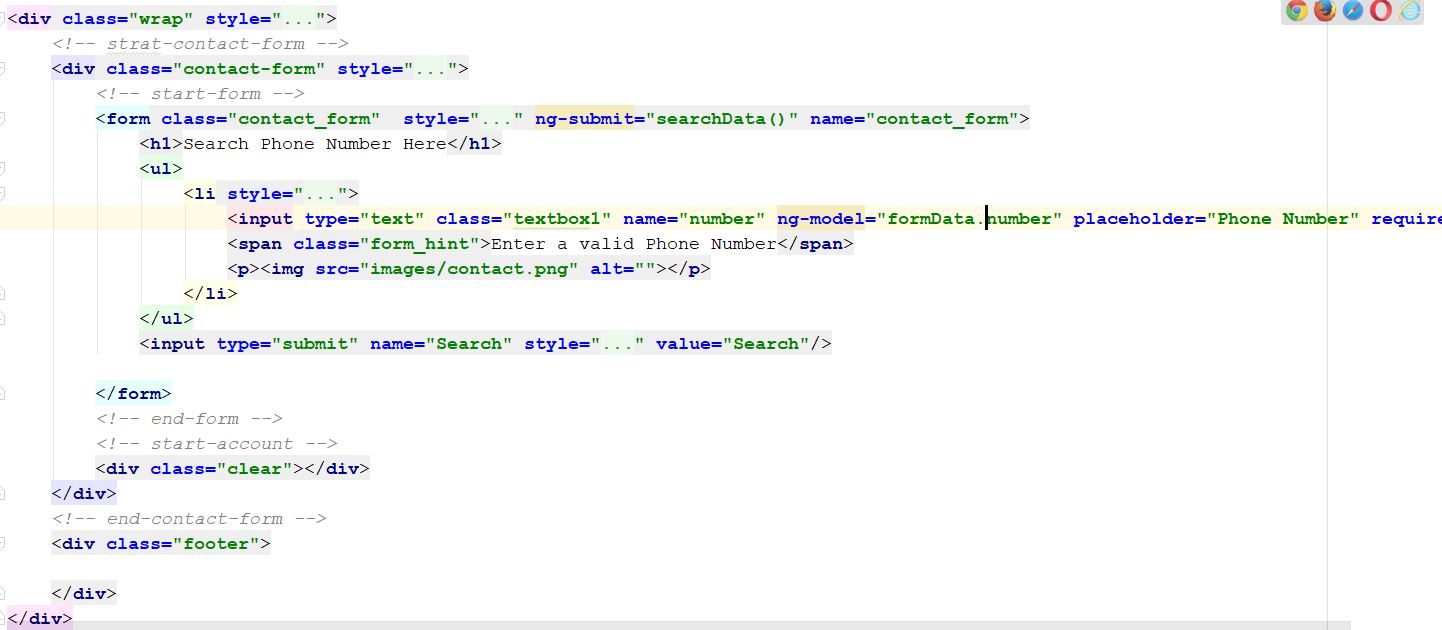 <div class="wrap" style="...">
<!-- strat-contact-form -->
<div class="contact-form" style="...">
<!-- start-form -->
<form class="contact_form"  style="..." ng-submit="searchData()" name="contact_form">
<h1>Search Phone Number Here</h1>
<ul>
<li style="...">
<input type="text" class="textbox1" name="number" ng-model="formData.number" placeholder="Phone Number" require
<span class="form_hint">Enter a valid Phone Number</span>
<p><img src="images/contact.png" alt=""></p>
</li>
</ul>
<input type="submit" name="Search" style="..." value="Search"/>
</form>
<!-- end-form -->
<!-- start-account -->
<div class="clear"></div>
</div>
<!-- end-contact-form -->
<div class="footer">
</div>
</div>